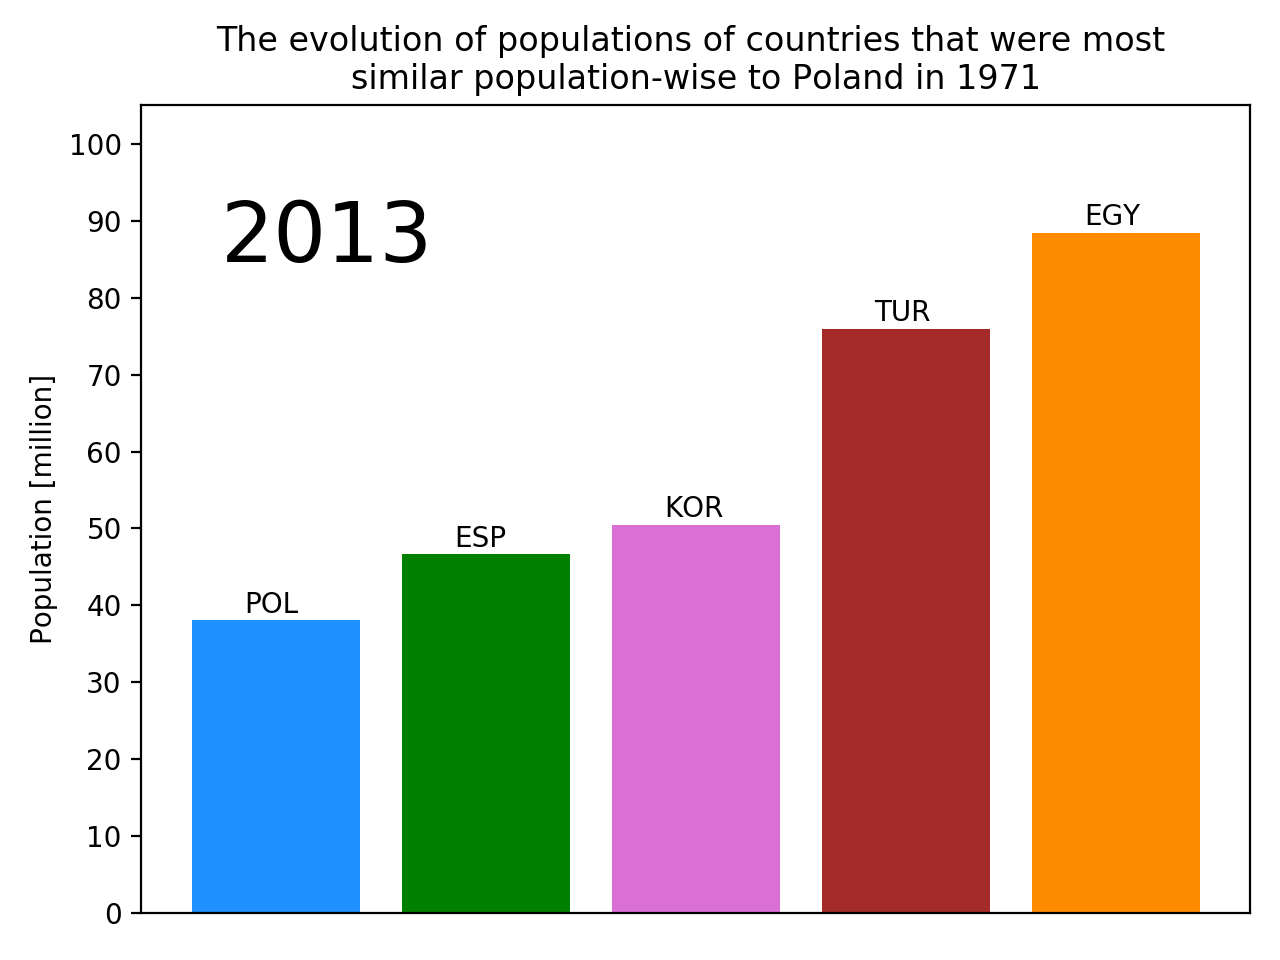 The evolution of populations of countries that were most
similar population-wise to Poland in 1971
100
90
80
70
60
50
40
30
20
10
0
Population [million]
2013
POL
ESP
KOR
TUR
EGY